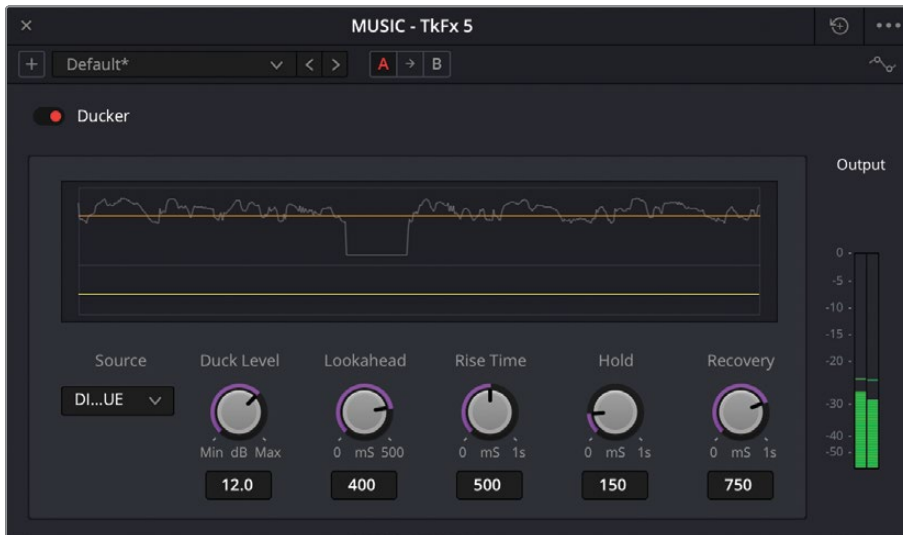 MUSIC - TkFx 5
Default*
A
B
Ducker
Output
0 -
-5 -
-10 -
-15 -
-20 -
-30 -
-40 -
-50 -
Source Duck Level Lookahead Rise Time Hold Recovery
DI...UE
Min dB Max 0 mS 500 0 mS 1s 0 mS 1s 0 mS 1s
12.0 400 500 150 750